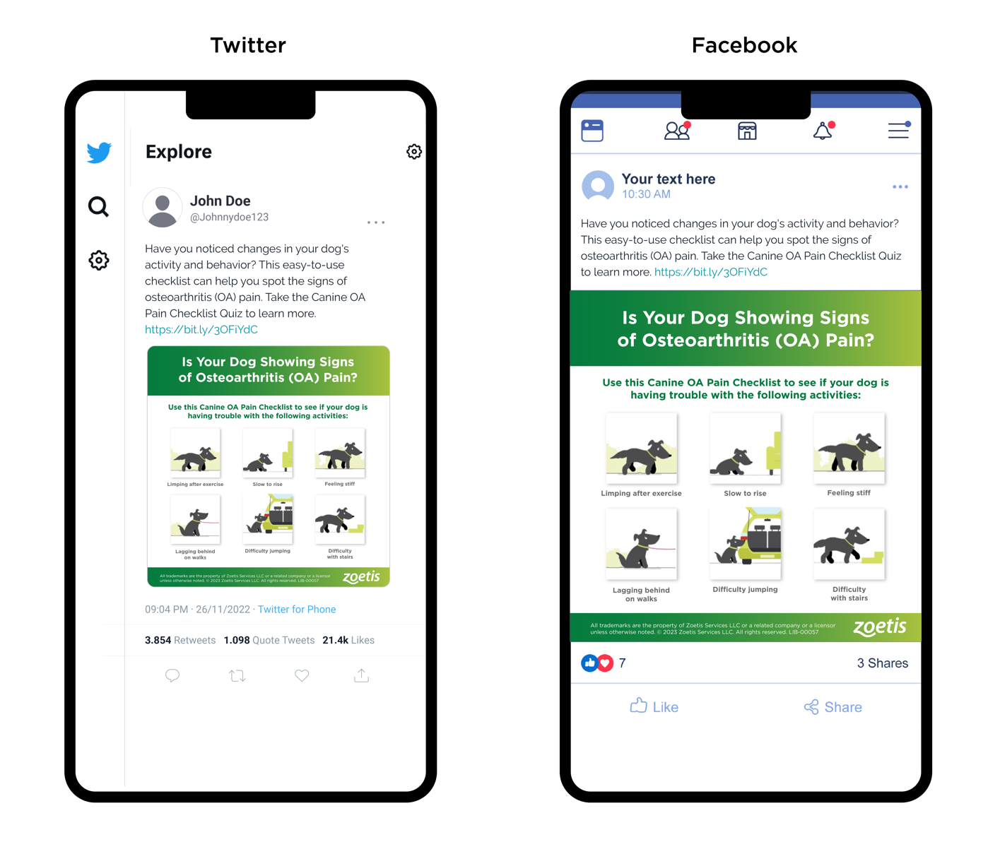 Twitter
Explore
John Doe
@Johnnydoe123
Have you noticed changes in your dog's
activity and behavior? This easy-to-use
checklist can help you spot the signs of
osteoarthritis (OA) pain. Take the Canine OA
Pain Checklist Quiz to learn more.
https://bit.ly/3OFiYdC
Is Your Dog Showing Signs
of Osteoarthritis (OA) Pain?
Use this Canine OA Pain Checklist to see if your dog is
having trouble with the following activities:
Limping after exercise
Slow to rise
Feeling stiff
Lagging behind
on walks
Difficulty jumping
Difficulty
with stairs
All trademarks are the property of Zoetis Services LLC or a related company or a licensor
unless otherwise noted. © 2023 Zoetis Services LLC. All rights reserved. LIB-00057
zoetis
09:04 PM · 26/11/2022 · Twitter for Phone
3.854 Retweets 1.098 Quote Tweets 21.4k Likes
Facebook
Your text here
10:30 AM
Have you noticed changes in your dog's activity and behavior?
This easy-to-use checklist can help you spot the signs of
osteoarthritis (OA) pain. Take the Canine OA Pain Checklist Quiz
to learn more. https://bit.ly/3OFiYdC
Is Your Dog Showing Signs
of Osteoarthritis (OA) Pain?
Use this Canine OA Pain Checklist to see if your dog is
having trouble with the following activities:
Limping after exercise
Slow to rise
Feeling stiff
Lagging behind
on walks
Difficulty jumping
Difficulty
with stairs
All trademarks are the property of Zoetis Services LLC or a related company or a licensor
unless otherwise noted. © 2023 Zoetis Services LLC. All rights reserved. LIB-00057
zoetis
7
3 Shares
Like
Share